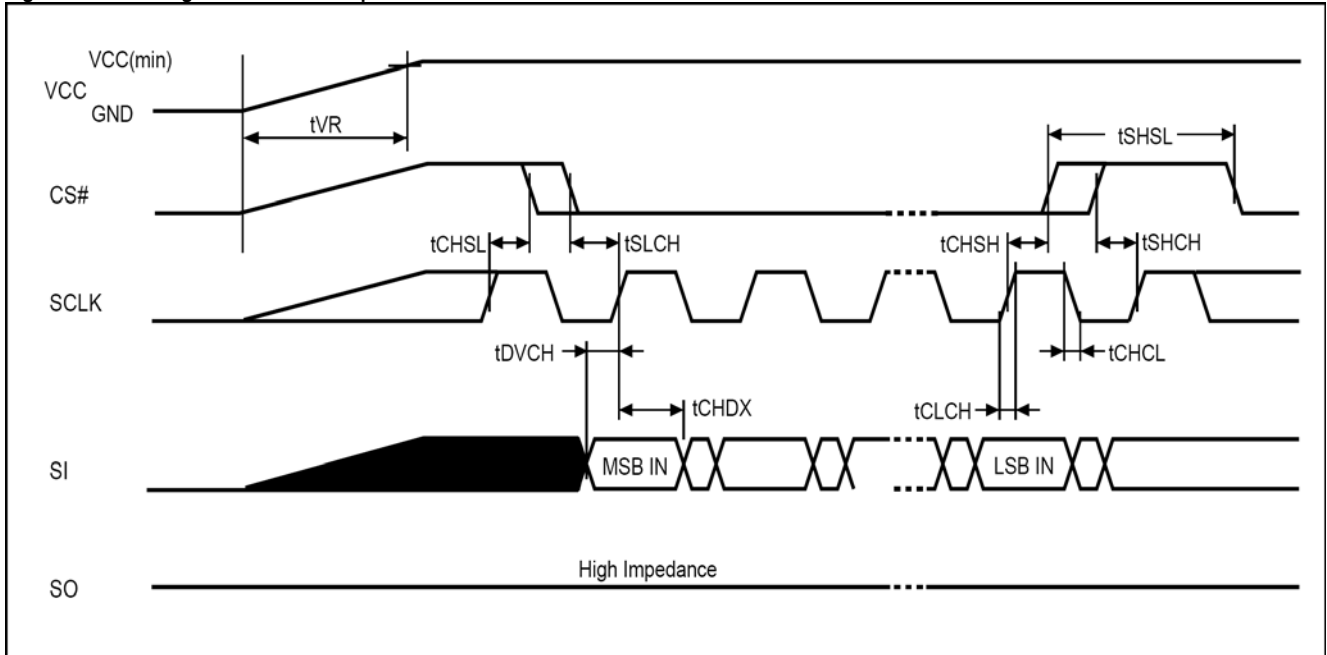 VCC(min)
VCC
GND
tVR
tSHSL
CS#
tCHSL
tSLCH
tCHSH
tSHCH
SCLK
tDVCH
tCHCL
tCHDX
tCLCH
SI
MSB IN
LSB IN
High Impedance
SO